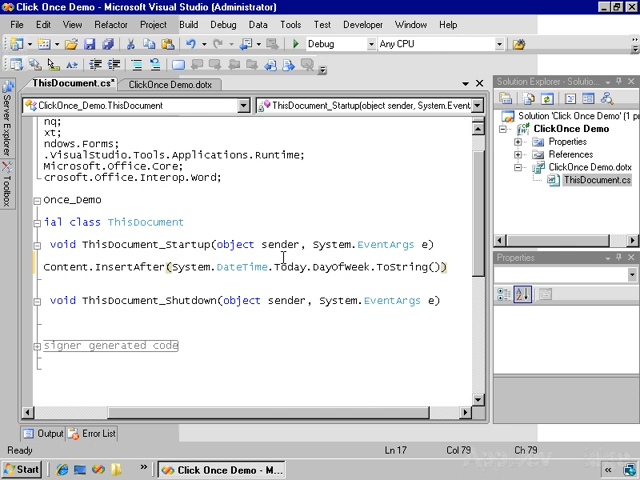 Click Once Demo - Microsoft Visual Studio (Administrator)
File Edit View Refactor Project Build Debug Data Tools Test Developer Window Help
Debug Any CPU
ThisDocument.cs* ClickOnce Demo.dotx
ClickOnce_Demo.ThisDocument ThisDocument_Startup(object sender, System.Event
Server Explorer
Toolbox
nq;
xt;
ndows.Forms;
.VisualStudio.Tools.Applications.Runtime;
Microsoft.Office.Core;
crosoft.Office.Interop.Word;
Once_Demo
ial class ThisDocument
void ThisDocument_Startup(object sender, System.EventArgs e)
Content.InsertAfter(System.DateTime.Today.DayOfWeek.ToString())
void ThisDocument_Shutdown(object sender, System.EventArgs e)
signer generated code
Solution Explorer - Solutio...
Solution 'Click Once Demo' (1 p
ClickOnce Demo
Properties
References
ClickOnce Demo.dotx
ThisDocument.cs
Properties
Output Error List
Ready Ln 17 Col 79 Ch 79
Start Click Once Demo - M...